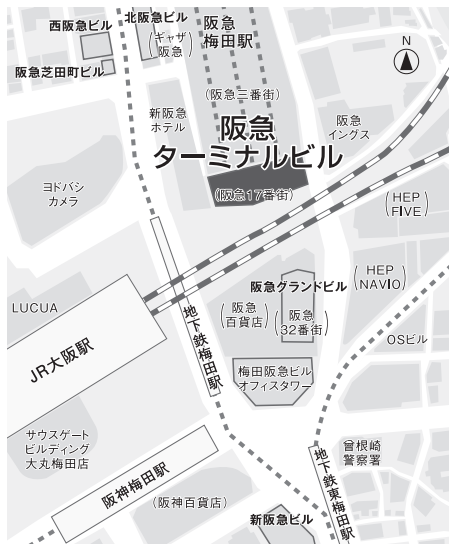 北阪急ビル
西阪急ビル
(ギャザ
阪急)
阪急
梅田駅
N
阪急芝田町ビル
(阪急三番街)
新阪急
ホテル
阪急
ターミナルビル
阪急
イングス
(阪急17番街)
ヨドバシ
カメラ
(HEP
FIVE)
阪急グランドビル
(HEP
NAVIO)
LUCUA
(阪急
百貨店)
(阪急
32番街)
地下鉄梅田駅
OSビル
JR大阪駅
梅田阪急ビル
オフィスタワー
サウスゲート
ビルディング
大丸梅田店
曽根崎
警察署
地下鉄東梅田駅
阪神梅田駅
(阪神百貨店)
新阪急ビル